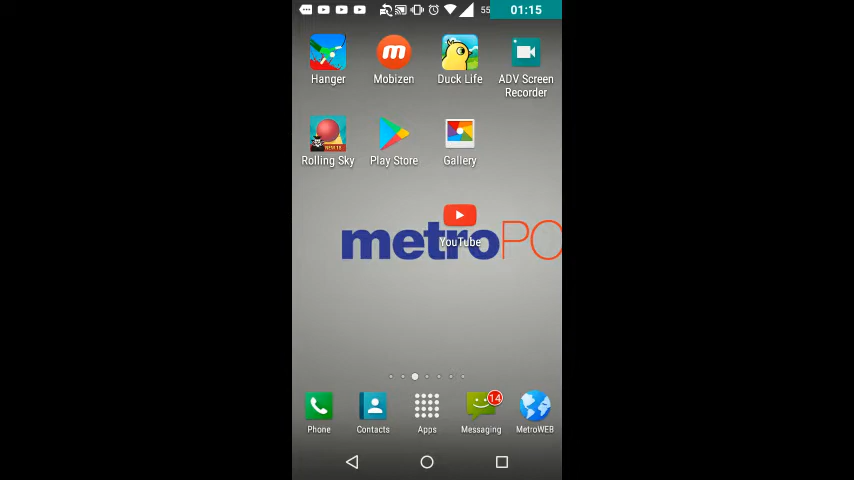 55
01:15
Hanger
Mobizen
Duck Life
ADV Screen
Recorder
Rolling Sky
Play Store
Gallery
YouTube
metroPC
14
Phone
Contacts
Apps
Messaging
MetroWEB